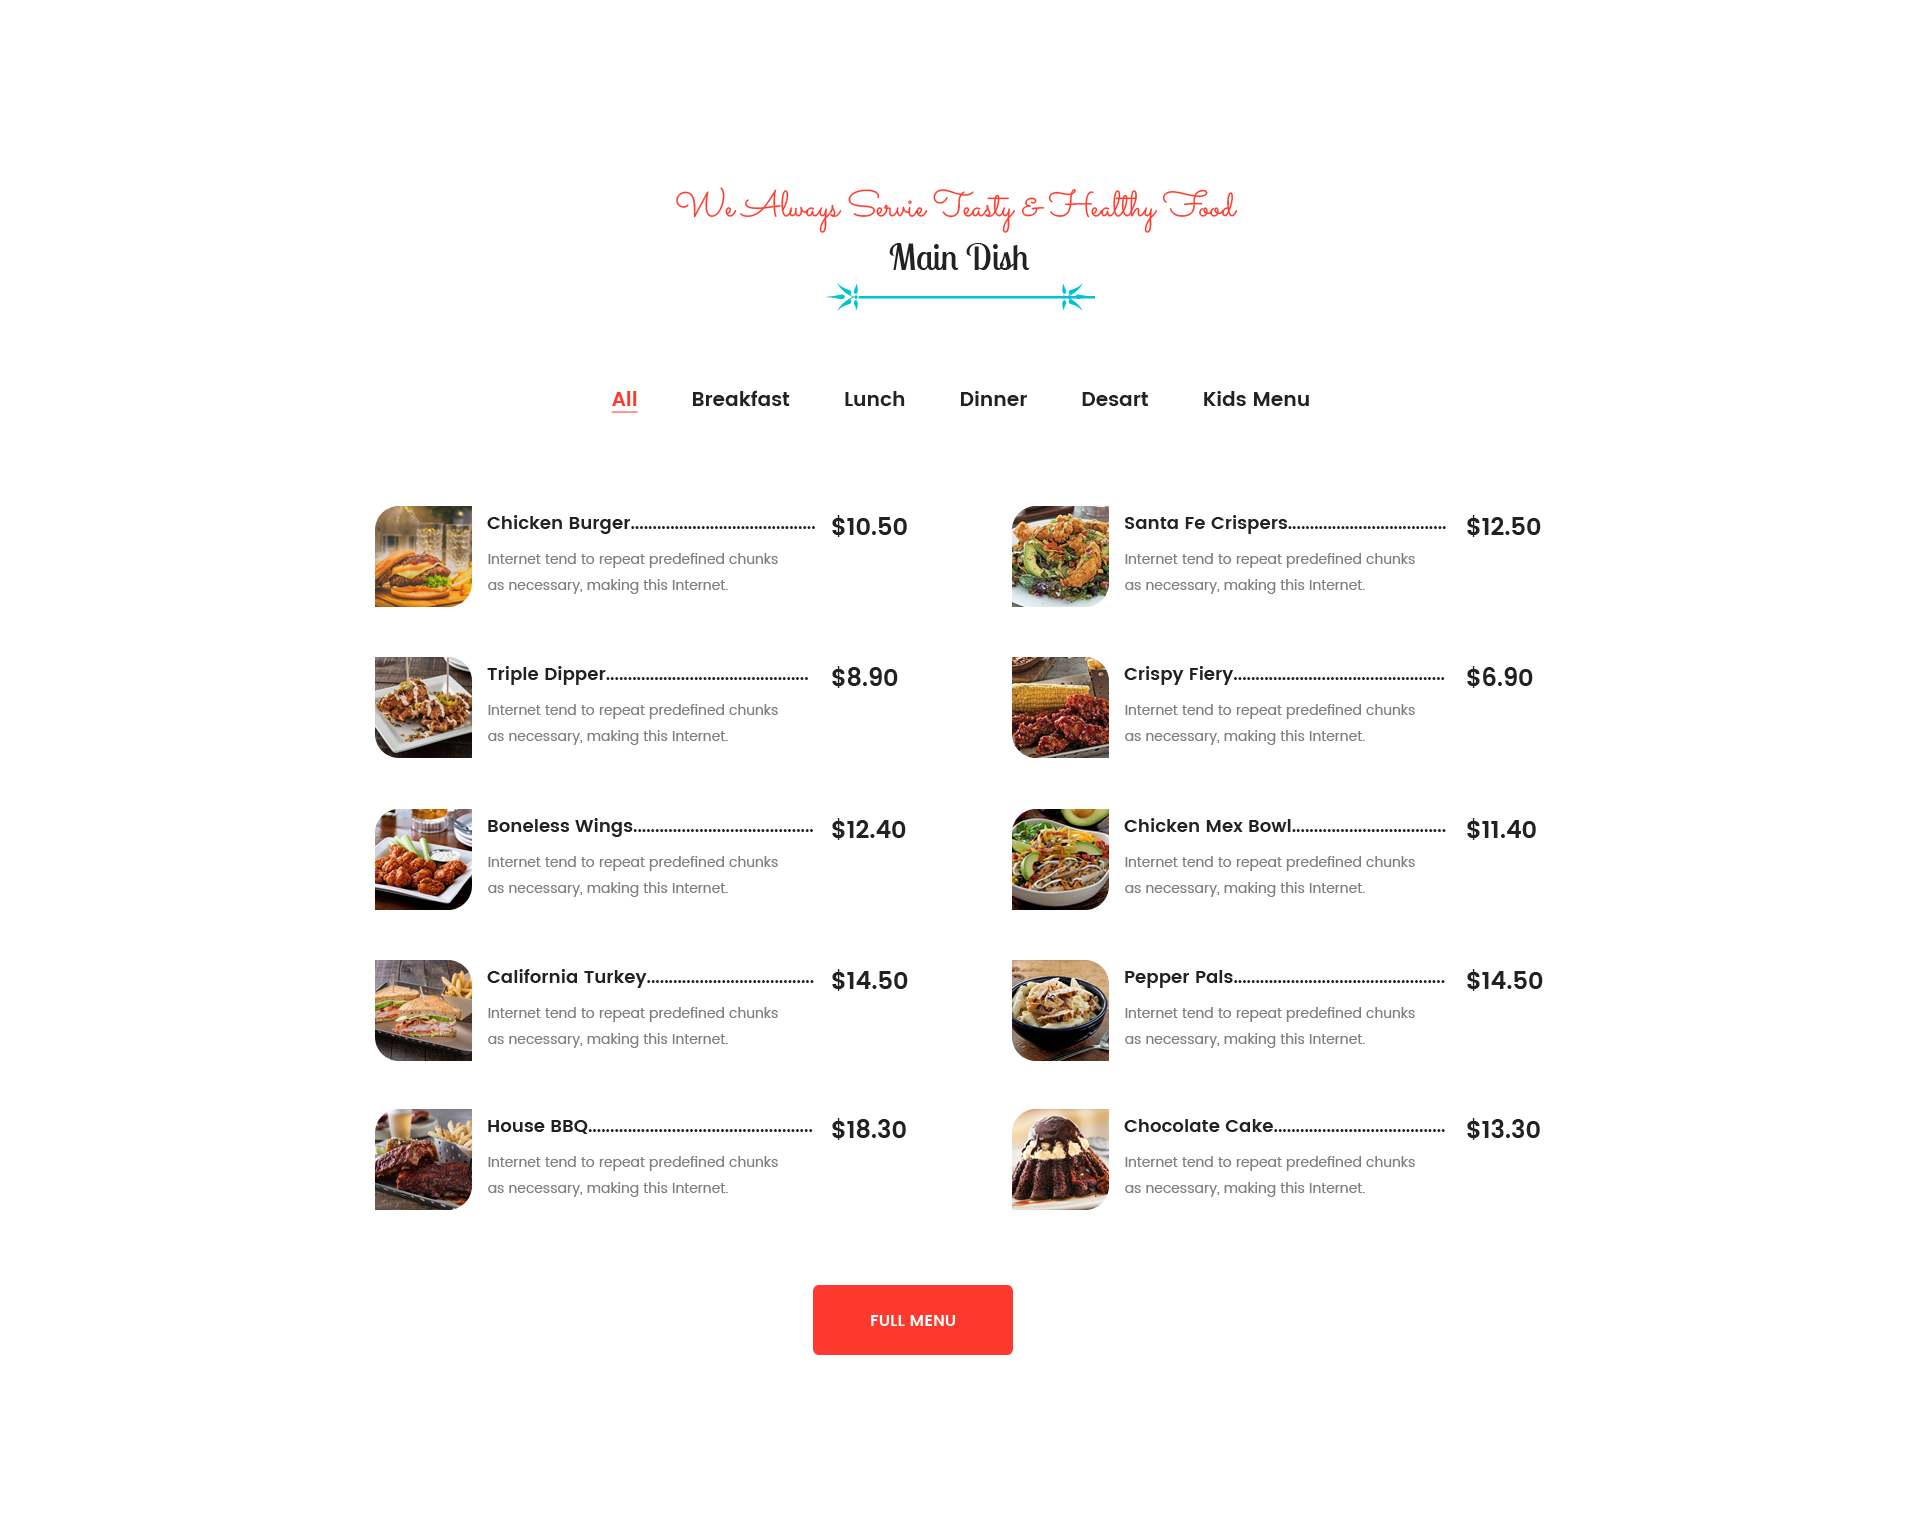 We Always Servie Teasty & Healthy Food
Main Dish
All Breakfast Lunch Dinner Desart Kids Menu
Chicken Burger.......................................... $10.50
Internet tend to repeat predefined chunks
as necessary, making this Internet.
Santa Fe Crispers.................................... $12.50
Internet tend to repeat predefined chunks
as necessary, making this Internet.
Triple Dipper.............................................. $8.90
Internet tend to repeat predefined chunks
as necessary, making this Internet.
Crispy Fiery................................................ $6.90
Internet tend to repeat predefined chunks
as necessary, making this Internet.
Boneless Wings......................................... $12.40
Internet tend to repeat predefined chunks
as necessary, making this Internet.
Chicken Mex Bowl................................... $11.40
Internet tend to repeat predefined chunks
as necessary, making this Internet.
California Turkey...................................... $14.50
Internet tend to repeat predefined chunks
as necessary, making this Internet.
Pepper Pals................................................ $14.50
Internet tend to repeat predefined chunks
as necessary, making this Internet.
House BBQ................................................... $18.30
Internet tend to repeat predefined chunks
as necessary, making this Internet.
Chocolate Cake....................................... $13.30
Internet tend to repeat predefined chunks
as necessary, making this Internet.
FULL MENU